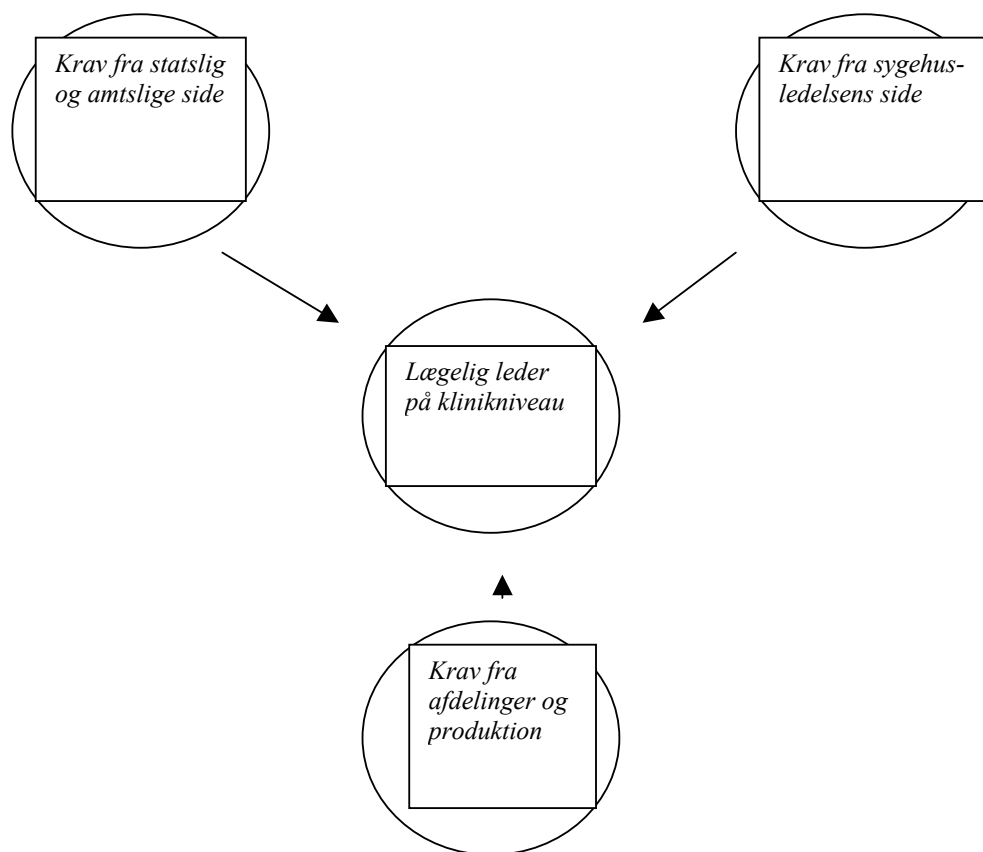 Krav fra statslig
og amtslige side
Krav fra sygehus-
ledelsens side
Lægelig leder
på klinikniveau
Krav fra
afdelinger og
produktion